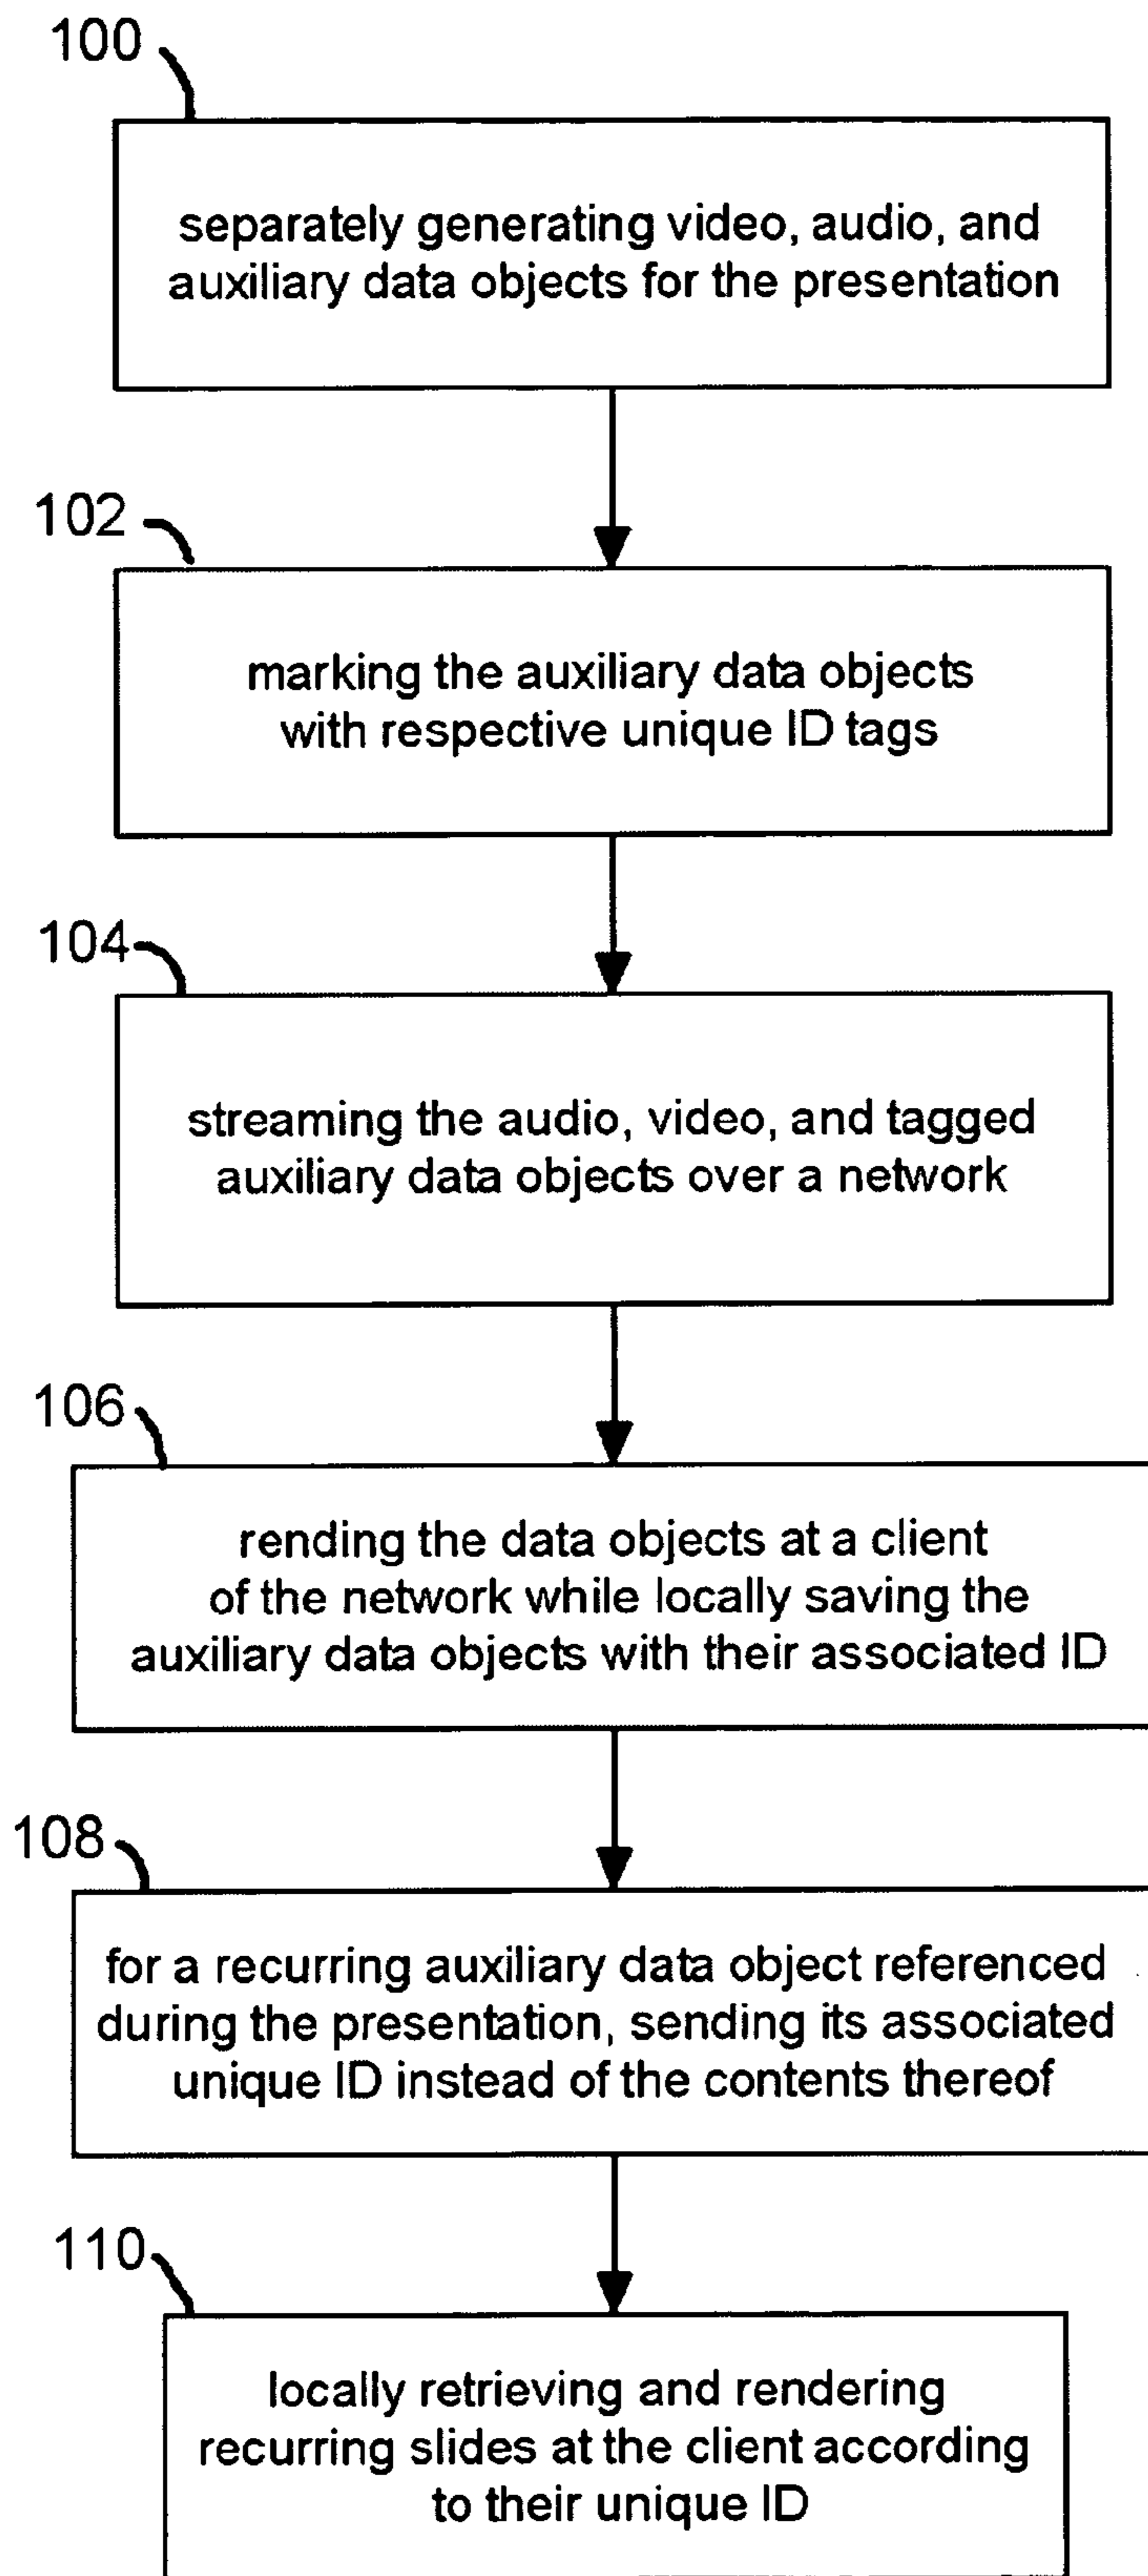 100
separately generating video, audio, and
auxiliary data objects for the presentation
102
marking the auxiliary data objects
with respective unique ID tags
104
streaming the audio, video, and tagged
auxiliary data objects over a network
106
rending the data objects at a client
of the network while locally saving the
auxiliary data objects with their associated ID
108
for a recurring auxiliary data object referenced
during the presentation, sending its associated
unique ID instead of the contents thereof
110
locally retrieving and rendering
recurring slides at the client according
to their unique ID